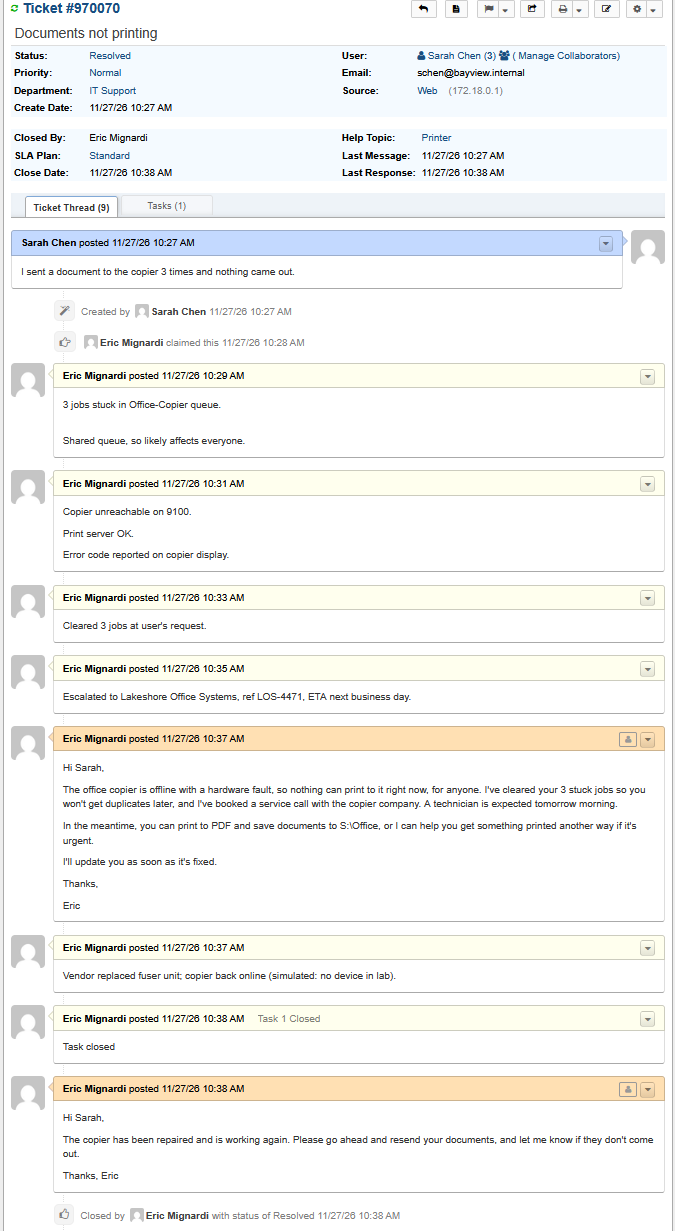 Ticket #970070
Documents not printing
Status: Resolved
User: Sarah Chen (3) ( Manage Collaborators)
Priority: Normal
Email: schen@bayview.internal
Department: IT Support
Source: Web (172.18.0.1)
Create Date: 11/27/26 10:27 AM
Closed By: Eric Mignardi
Help Topic: Printer
SLA Plan: Standard
Last Message: 11/27/26 10:27 AM
Close Date: 11/27/26 10:38 AM
Last Response: 11/27/26 10:38 AM
Ticket Thread (9) Tasks (1)
Sarah Chen posted 11/27/26 10:27 AM
I sent a document to the copier 3 times and nothing came out.
Created by Sarah Chen 11/27/26 10:27 AM
Eric Mignardi claimed this 11/27/26 10:28 AM
Eric Mignardi posted 11/27/26 10:29 AM
3 jobs stuck in Office-Copier queue.
Shared queue, so likely affects everyone.
Eric Mignardi posted 11/27/26 10:31 AM
Copier unreachable on 9100.
Print server OK.
Error code reported on copier display.
Eric Mignardi posted 11/27/26 10:33 AM
Cleared 3 jobs at user's request.
Eric Mignardi posted 11/27/26 10:35 AM
Escalated to Lakeshore Office Systems, ref LOS-4471, ETA next business day.
Eric Mignardi posted 11/27/26 10:37 AM
Hi Sarah,
The office copier is offline with a hardware fault, so nothing can print to it right now, for anyone. I've cleared your 3 stuck jobs so you
won't get duplicates later, and I've booked a service call with the copier company. A technician is expected tomorrow morning.
In the meantime, you can print to PDF and save documents to S:\Office, or I can help you get something printed another way if it's
urgent.
I'll update you as soon as it's fixed.
Thanks,
Eric
Eric Mignardi posted 11/27/26 10:37 AM
Vendor replaced fuser unit; copier back online (simulated: no device in lab).
Eric Mignardi posted 11/27/26 10:38 AM Task 1 Closed
Task closed
Eric Mignardi posted 11/27/26 10:38 AM
Hi Sarah,
The copier has been repaired and is working again. Please go ahead and resend your documents, and let me know if they don't come
out.
Thanks, Eric
Closed by Eric Mignardi with status of Resolved 11/27/26 10:38 AM